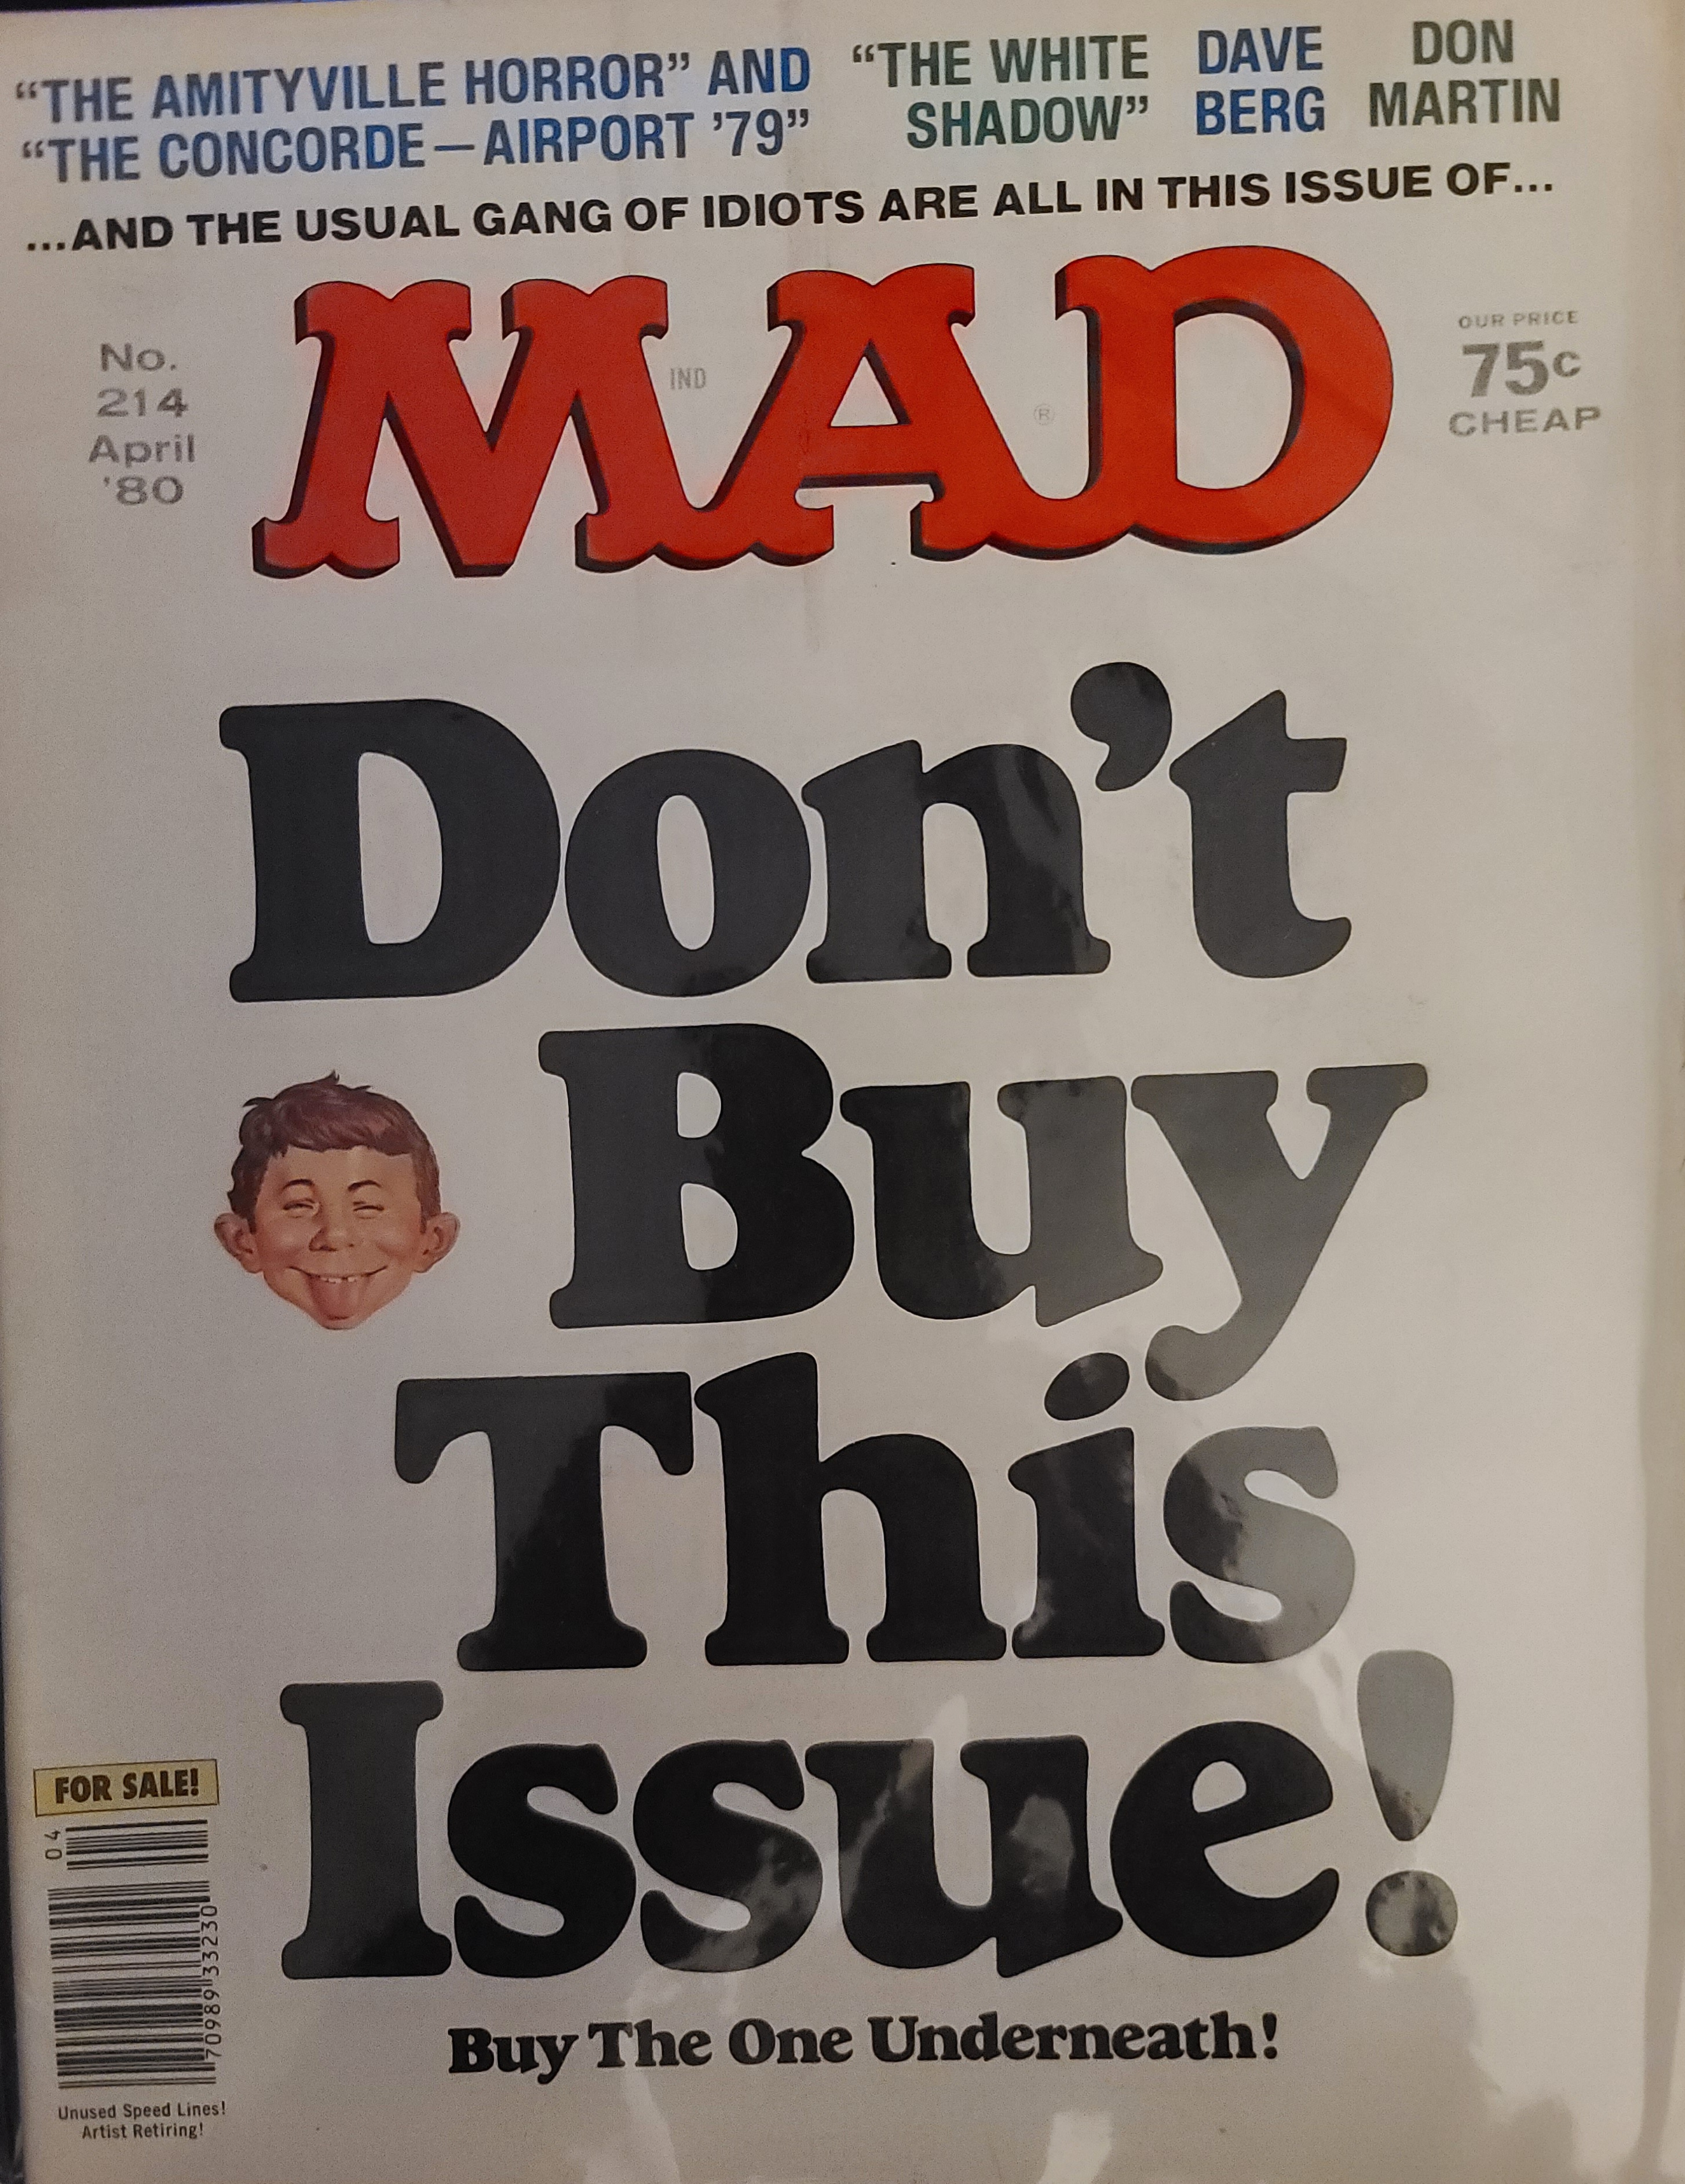 “THE AMITYVILLE HORROR” AND
“THE CONCORDE—AIRPORT ’79”
“THE WHITE
SHADOW”
DAVE
BERG
DON
MARTIN
...AND THE USUAL GANG OF IDIOTS ARE ALL IN THIS ISSUE OF...
No.
214
April
’80
MAD
IND
®
OUR PRICE
75c
CHEAP
Don’t
Buy
This
Issue!
Buy The One Underneath!
FOR SALE!
04
70989 33230
Unused Speed Lines!
Artist Retiring!